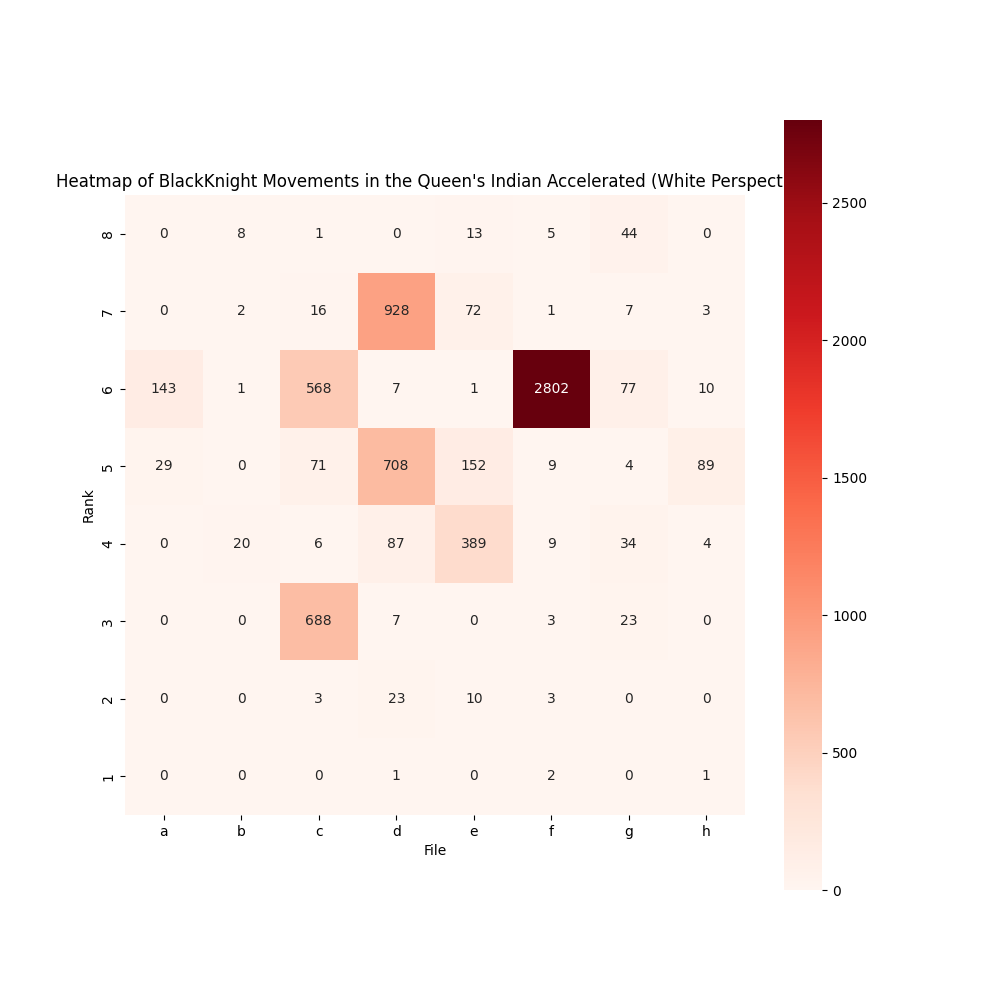 Heatmap of BlackKnight Movements in the Queen's Indian Accelerated (White Perspect
8 0 8 1 0 13 5 44 0
7 0 2 16 928 72 1 7 3
6 143 1 568 7 1 2802 77 10
5 29 0 71 708 152 9 4 89
4 0 20 6 87 389 9 34 4
3 0 0 688 7 0 3 23 0
2 0 0 3 23 10 3 0 0
1 0 0 0 1 0 2 0 1
Rank
a b c d e f g h
File
2500
2000
1500
1000
500
0